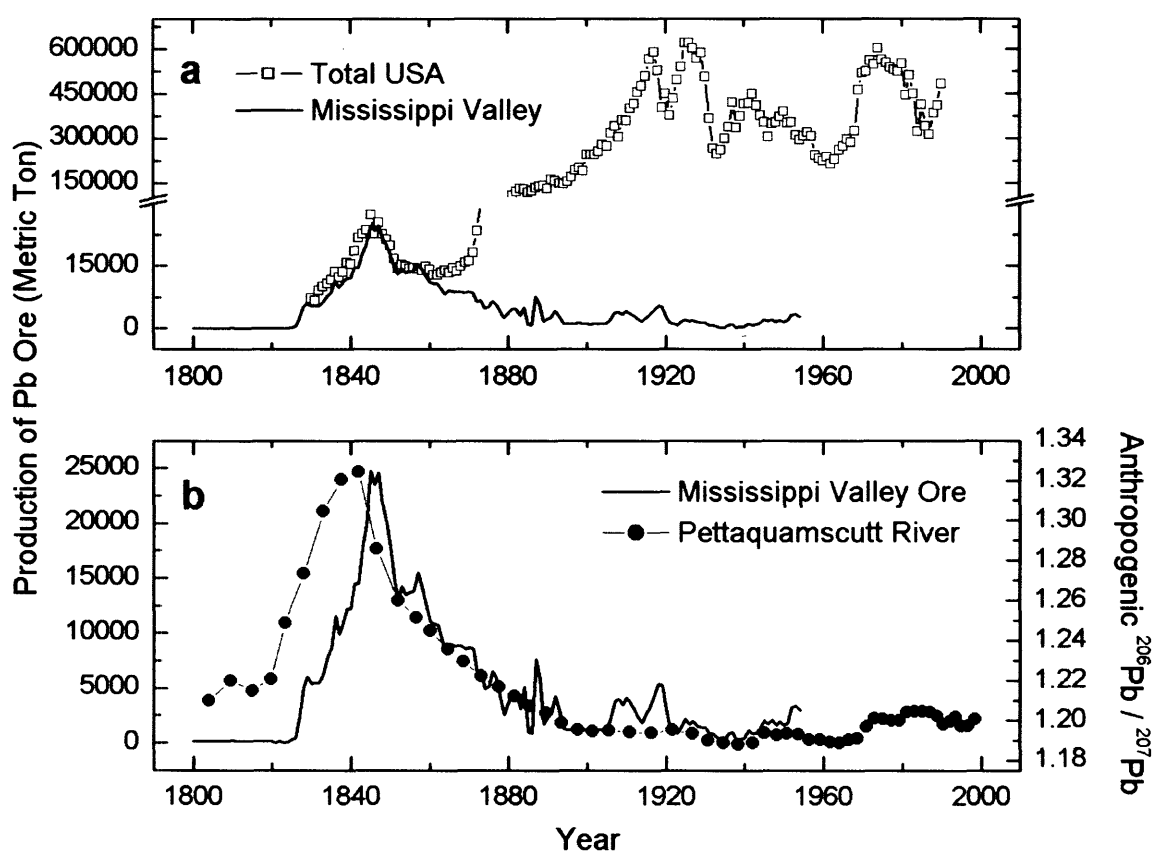 Production of Pb Ore (Metric Ton)
a
Total USA
Mississippi Valley
600000
450000
300000
150000
15000
0
1800 1840 1880 1920 1960 2000
b
Mississippi Valley Ore
Pettaquamscutt River
25000
20000
15000
10000
5000
0
1.34
1.32
1.30
1.28
1.26
1.24
1.22
1.20
1.18
Anthropogenic ²⁰⁶Pb / ²⁰⁷Pb
1800 1840 1880 1920 1960 2000
Year